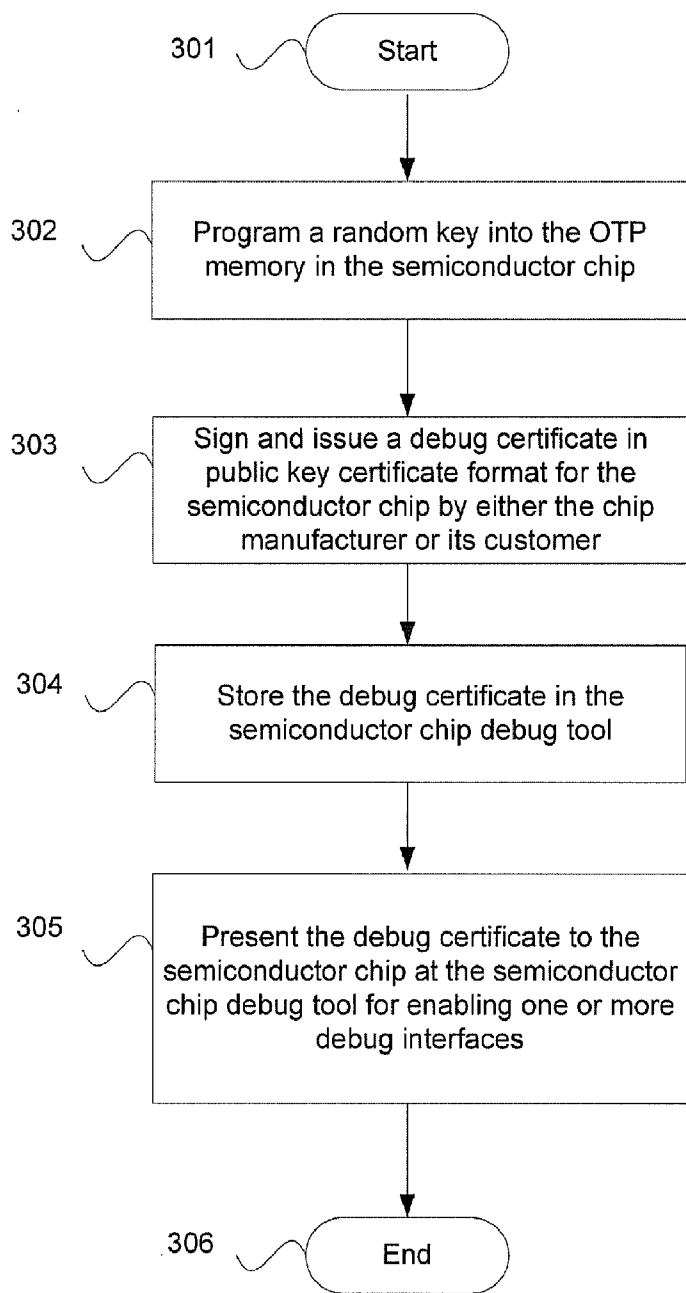 301
Start
302
Program a random key into the OTP
memory in the semiconductor chip
303
Sign and issue a debug certificate in
public key certificate format for the
semiconductor chip by either the chip
manufacturer or its customer
304
Store the debug certificate in the
semiconductor chip debug tool
305
Present the debug certificate to the
semiconductor chip at the semiconductor
chip debug tool for enabling one or more
debug interfaces
306
End